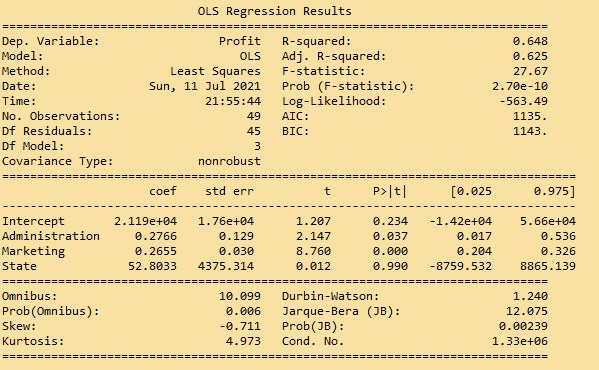 OLS Regression Results
==============================================================================
Dep. Variable:                 Profit   R-squared:                       0.648
Model:                            OLS   Adj. R-squared:                  0.625
Method:                 Least Squares   F-statistic:                     27.67
Date:                Sun, 11 Jul 2021   Prob (F-statistic):           2.70e-10
Time:                        21:55:44   Log-Likelihood:                -563.49
No. Observations:                  49   AIC:                             1135.
Df Residuals:                      45   BIC:                             1143.
Df Model:                           3
Covariance Type:            nonrobust
==================================================================================
                     coef    std err          t      P>|t|      [0.025      0.975]
----------------------------------------------------------------------------------
Intercept       2.119e+04   1.76e+04      1.207      0.234   -1.42e+04    5.66e+04
Administration     0.2766      0.129      2.147      0.037       0.017       0.536
Marketing          0.2655      0.030      8.760      0.000       0.204       0.326
State             52.8033   4375.314      0.012      0.990   -8759.532    8865.139
==============================================================================
Omnibus:                       10.099   Durbin-Watson:                   1.240
Prob(Omnibus):                  0.006   Jarque-Bera (JB):               12.075
Skew:                          -0.711   Prob(JB):                      0.00239
Kurtosis:                       4.973   Cond. No.                     1.33e+06
==============================================================================